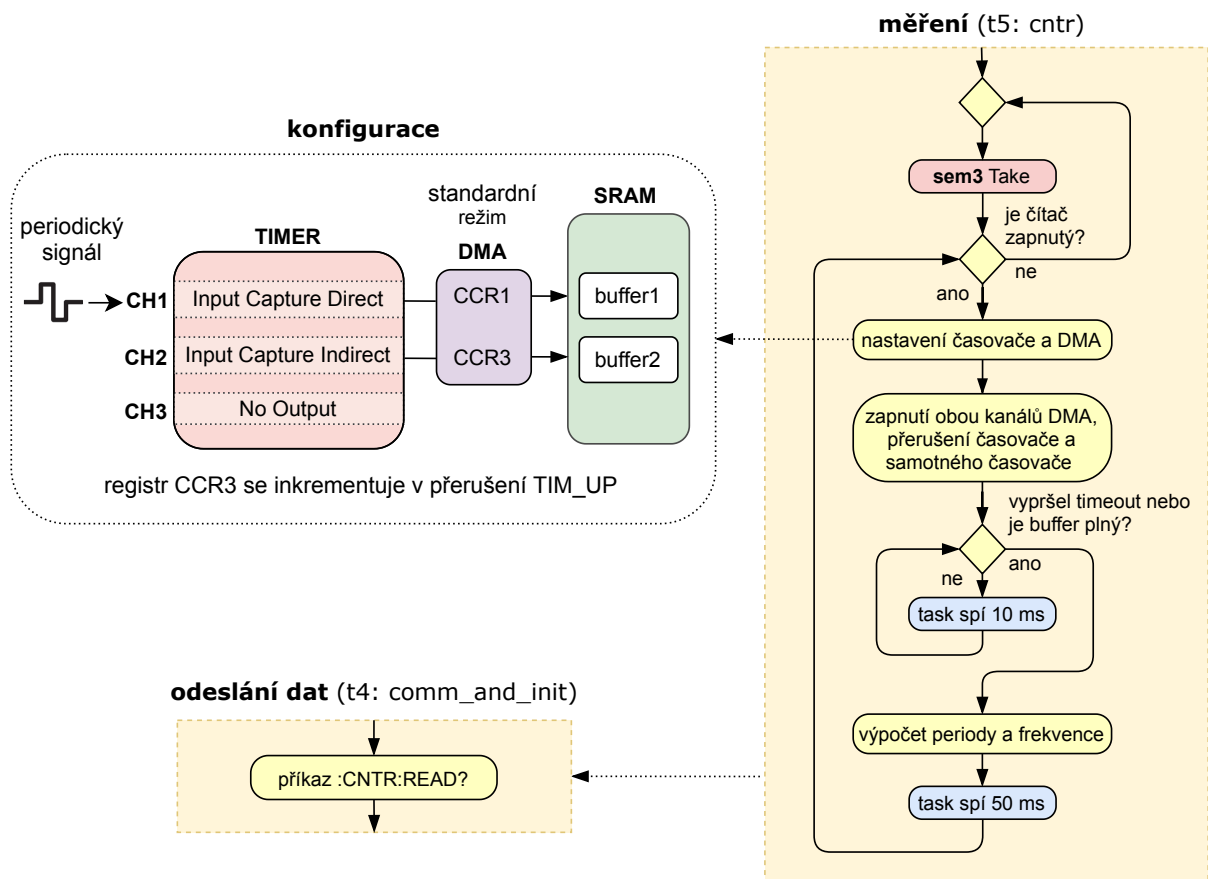 měření (t5: cntr)
konfigurace
periodický
signál
TIMER
standardní
režim
DMA
SRAM
CH1
Input Capture Direct
CCR1
buffer1
CH2
Input Capture Indirect
CCR3
buffer2
CH3
No Output
registr CCR3 se inkrementuje v přerušení TIM_UP
sem3 Take
je čítač
zapnutý?
ne
ano
nastavení časovače a DMA
zapnutí obou kanálů DMA,
přerušení časovače a
samotného časovače
vypršel timeout nebo
je buffer plný?
ne
ano
task spí 10 ms
výpočet periody a frekvence
task spí 50 ms
odeslání dat (t4: comm_and_init)
příkaz :CNTR:READ?